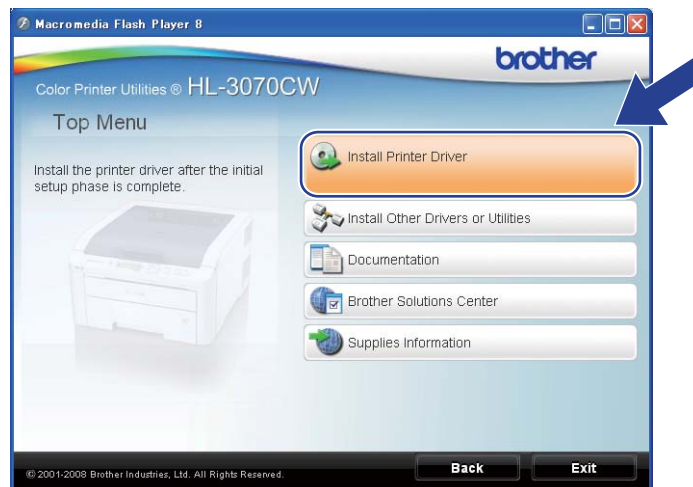 Macromedia Flash Player 8
brother
Color Printer Utilities ® HL-3070CW
Top Menu
Install the printer driver after the initial
setup phase is complete.
Install Printer Driver
Install Other Drivers or Utilities
Documentation
Brother Solutions Center
Supplies Information
© 2001-2008 Brother Industries, Ltd. All Rights Reserved.
Back
Exit